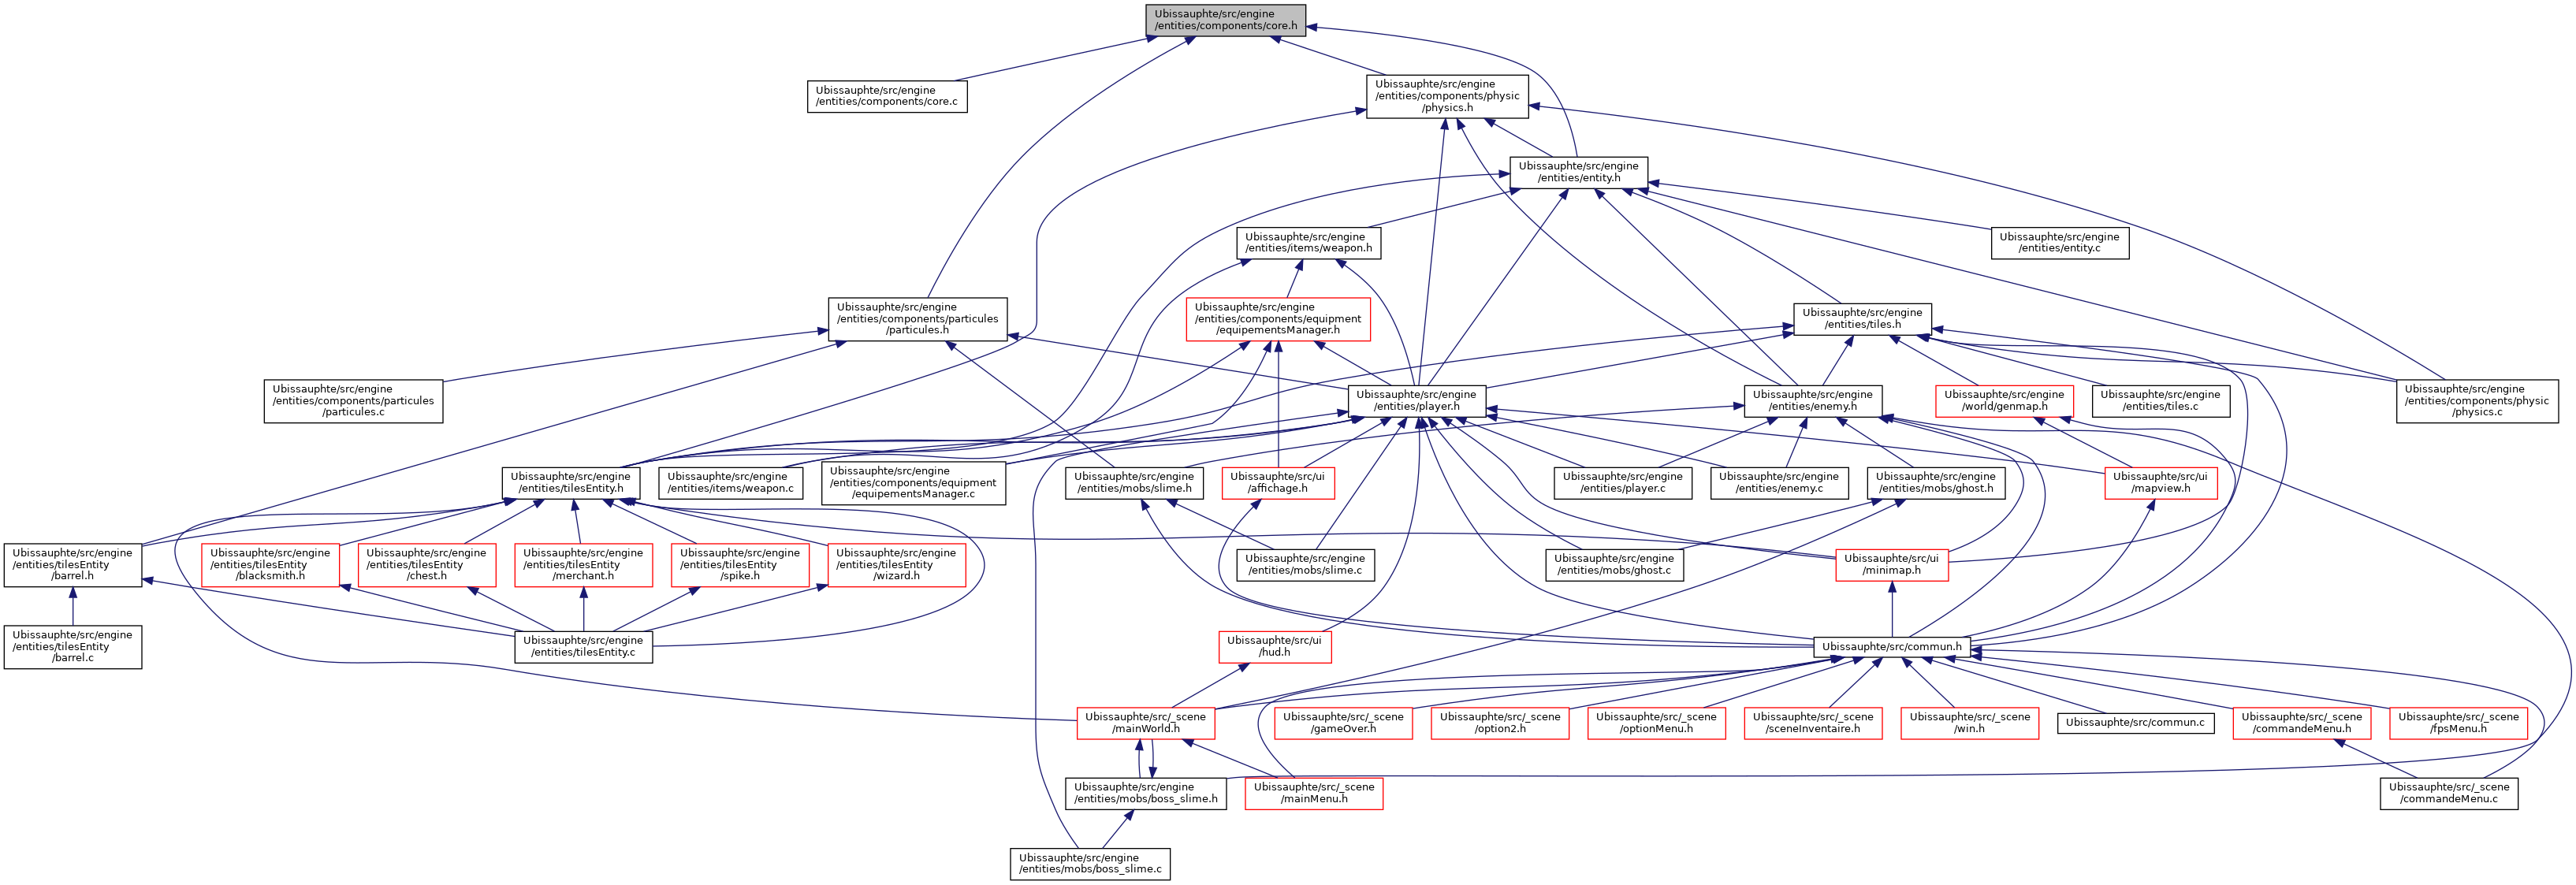 Ubissauphte/src/engine
/entities/components/core.h
Ubissauphte/src/engine
/entities/components/core.c
Ubissauphte/src/engine
/entities/components/physic
/physics.h
Ubissauphte/src/engine
/entities/entity.h
Ubissauphte/src/engine
/entities/items/weapon.h
Ubissauphte/src/engine
/entities/entity.c
Ubissauphte/src/engine
/entities/components/particules
/particules.h
Ubissauphte/src/engine
/entities/components/equipment
/equipementsManager.h
Ubissauphte/src/engine
/entities/tiles.h
Ubissauphte/src/engine
/entities/components/particules
/particules.c
Ubissauphte/src/engine
/entities/player.h
Ubissauphte/src/engine
/entities/enemy.h
Ubissauphte/src/engine
/world/genmap.h
Ubissauphte/src/engine
/entities/tiles.c
Ubissauphte/src/engine
/entities/components/physic
/physics.c
Ubissauphte/src/engine
/entities/tilesEntity.h
Ubissauphte/src/engine
/entities/items/weapon.c
Ubissauphte/src/engine
/entities/components/equipment
/equipementsManager.c
Ubissauphte/src/engine
/entities/mobs/slime.h
Ubissauphte/src/ui
/affichage.h
Ubissauphte/src/engine
/entities/player.c
Ubissauphte/src/engine
/entities/enemy.c
Ubissauphte/src/engine
/entities/mobs/ghost.h
Ubissauphte/src/ui
/mapview.h
Ubissauphte/src/engine
/entities/tilesEntity
/barrel.h
Ubissauphte/src/engine
/entities/tilesEntity
/blacksmith.h
Ubissauphte/src/engine
/entities/tilesEntity
/chest.h
Ubissauphte/src/engine
/entities/tilesEntity
/merchant.h
Ubissauphte/src/engine
/entities/tilesEntity
/spike.h
Ubissauphte/src/engine
/entities/tilesEntity
/wizard.h
Ubissauphte/src/engine
/entities/mobs/slime.c
Ubissauphte/src/engine
/entities/mobs/ghost.c
Ubissauphte/src/ui
/minimap.h
Ubissauphte/src/engine
/entities/tilesEntity
/barrel.c
Ubissauphte/src/engine
/entities/tilesEntity.c
Ubissauphte/src/ui
/hud.h
Ubissauphte/src/commun.h
Ubissauphte/src/_scene
/mainWorld.h
Ubissauphte/src/_scene
/gameOver.h
Ubissauphte/src/_scene
/option2.h
Ubissauphte/src/_scene
/optionMenu.h
Ubissauphte/src/_scene
/sceneInventaire.h
Ubissauphte/src/_scene
/win.h
Ubissauphte/src/commun.c
Ubissauphte/src/_scene
/commandeMenu.h
Ubissauphte/src/_scene
/fpsMenu.h
Ubissauphte/src/engine
/entities/mobs/boss_slime.h
Ubissauphte/src/_scene
/mainMenu.h
Ubissauphte/src/_scene
/commandeMenu.c
Ubissauphte/src/engine
/entities/mobs/boss_slime.c